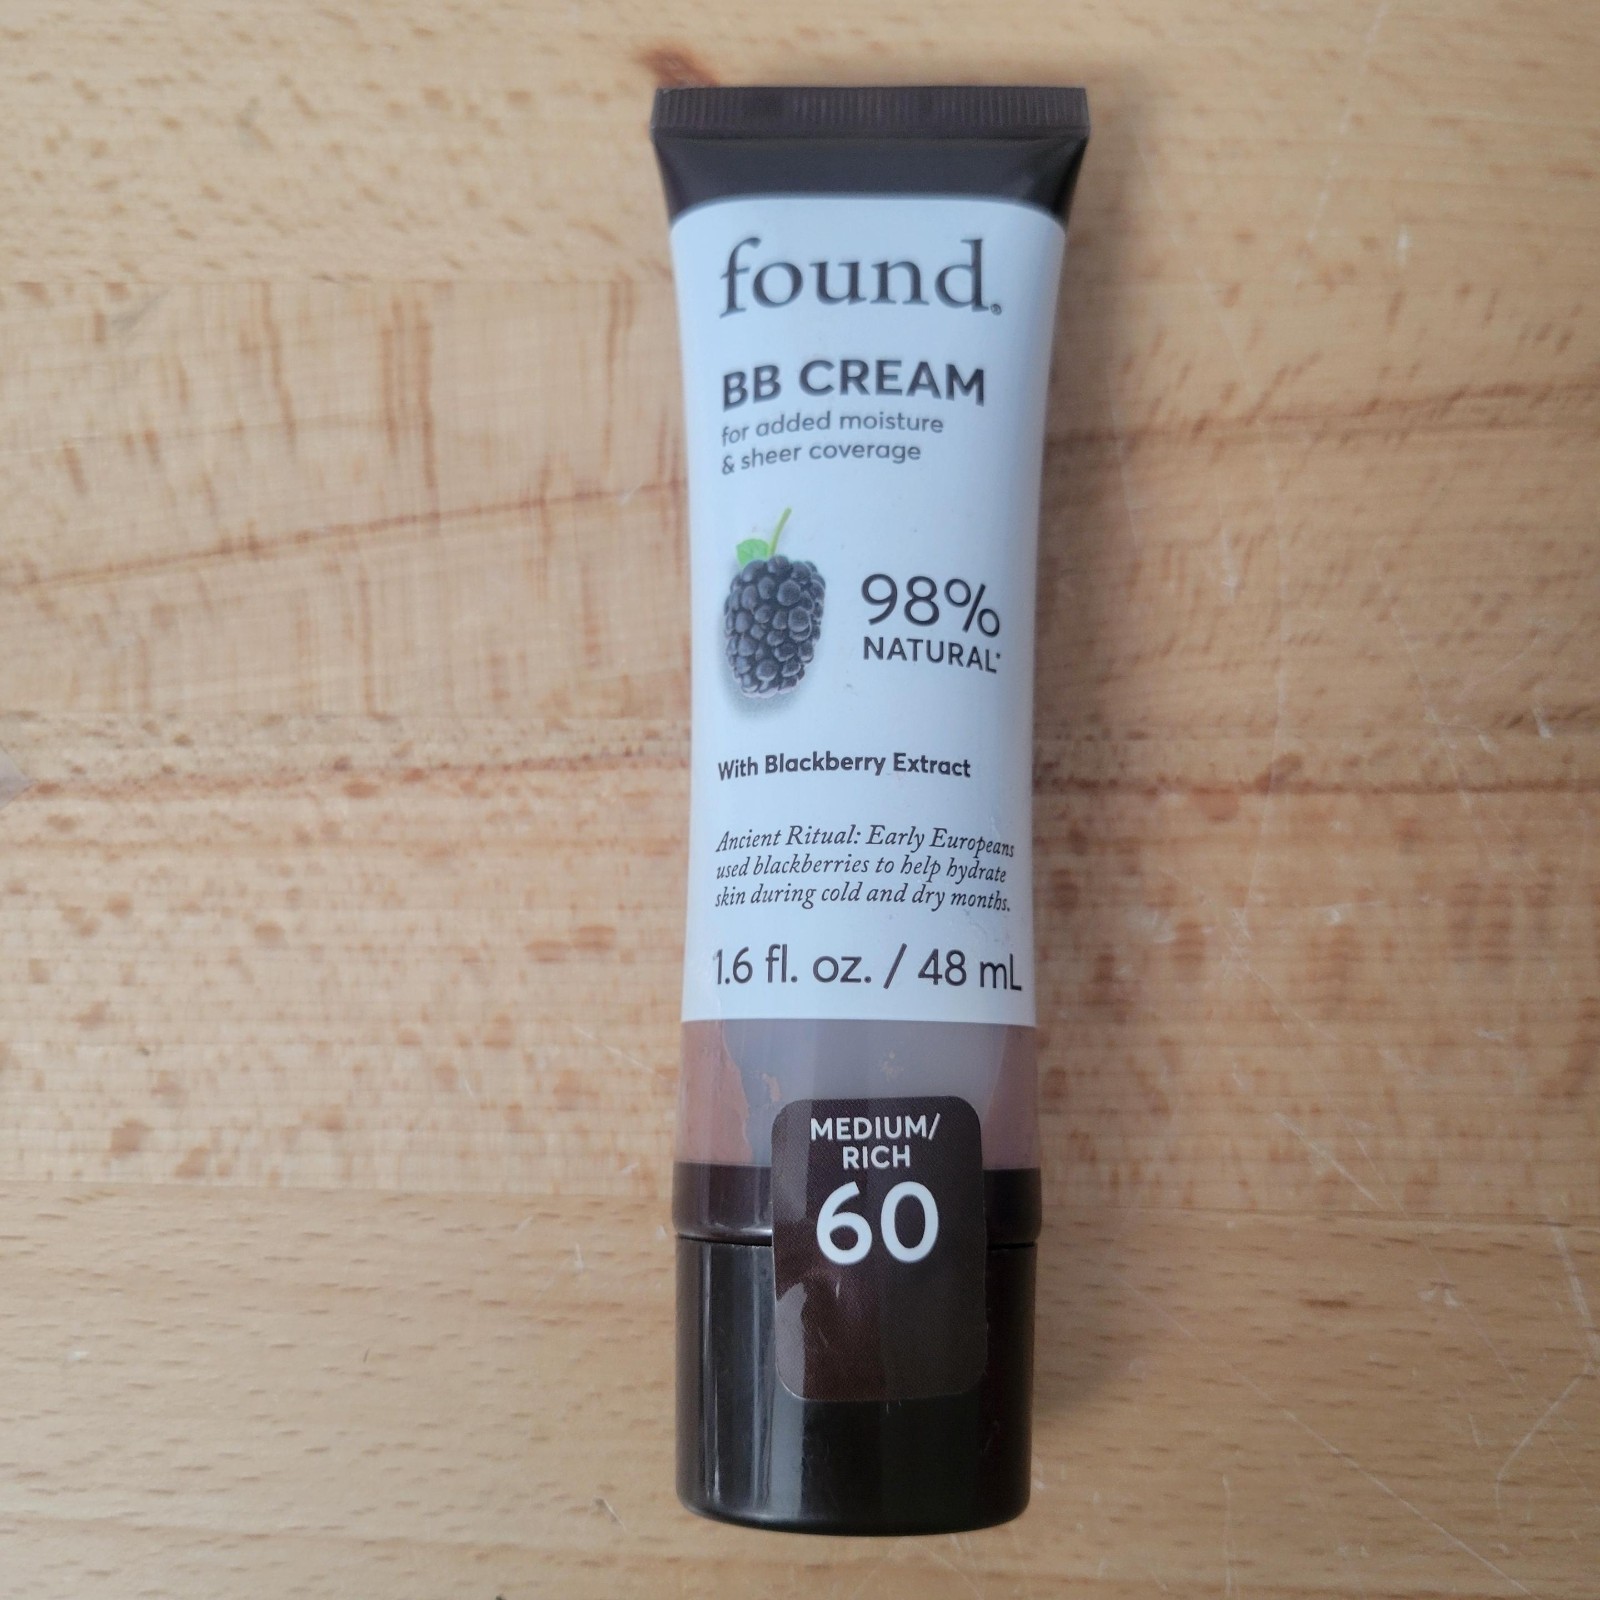 found.®
BB CREAM
for added moisture
& sheer coverage
98%
NATURAL*
With Blackberry Extract
Ancient Ritual: Early Europeans
used blackberries to help hydrate
skin during cold and dry months.
1.6 fl. oz. / 48 mL
MEDIUM/
RICH
60